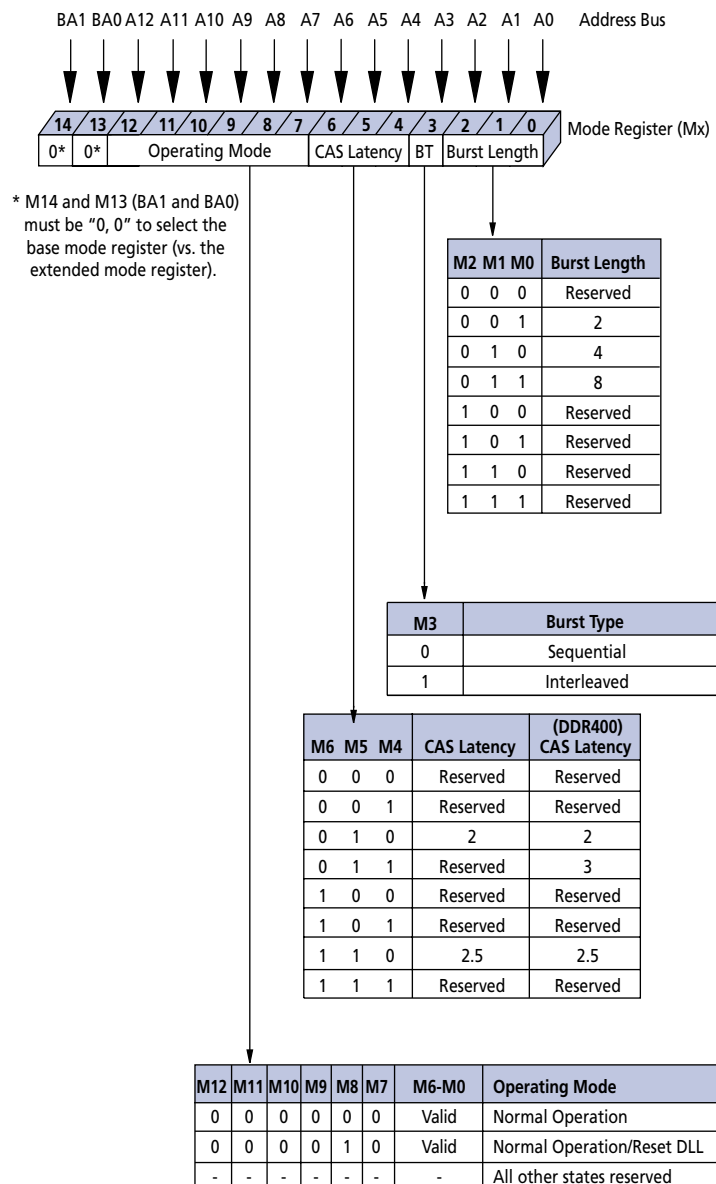 BA1 BA0 A12 A11 A10 A9 A8 A7 A6 A5 A4 A3 A2 A1 A0 Address Bus
14 13 12 11 10 9 8 7 6 5 4 3 2 1 0 Mode Register (Mx)
0* 0* Operating Mode CAS Latency BT Burst Length
* M14 and M13 (BA1 and BA0)
must be “0, 0” to select the
base mode register (vs. the
extended mode register).
M2 M1 M0 Burst Length
0 0 0 Reserved
0 0 1 2
0 1 0 4
0 1 1 8
1 0 0 Reserved
1 0 1 Reserved
1 1 0 Reserved
1 1 1 Reserved
M3 Burst Type
0 Sequential
1 Interleaved
(DDR400)
M6 M5 M4 CAS Latency CAS Latency
0 0 0 Reserved Reserved
0 0 1 Reserved Reserved
0 1 0 2 2
0 1 1 Reserved 3
1 0 0 Reserved Reserved
1 0 1 Reserved Reserved
1 1 0 2.5 2.5
1 1 1 Reserved Reserved
M12 M11 M10 M9 M8 M7 M6-M0 Operating Mode
0 0 0 0 0 0 Valid Normal Operation
0 0 0 0 1 0 Valid Normal Operation/Reset DLL
- - - - - - - All other states reserved